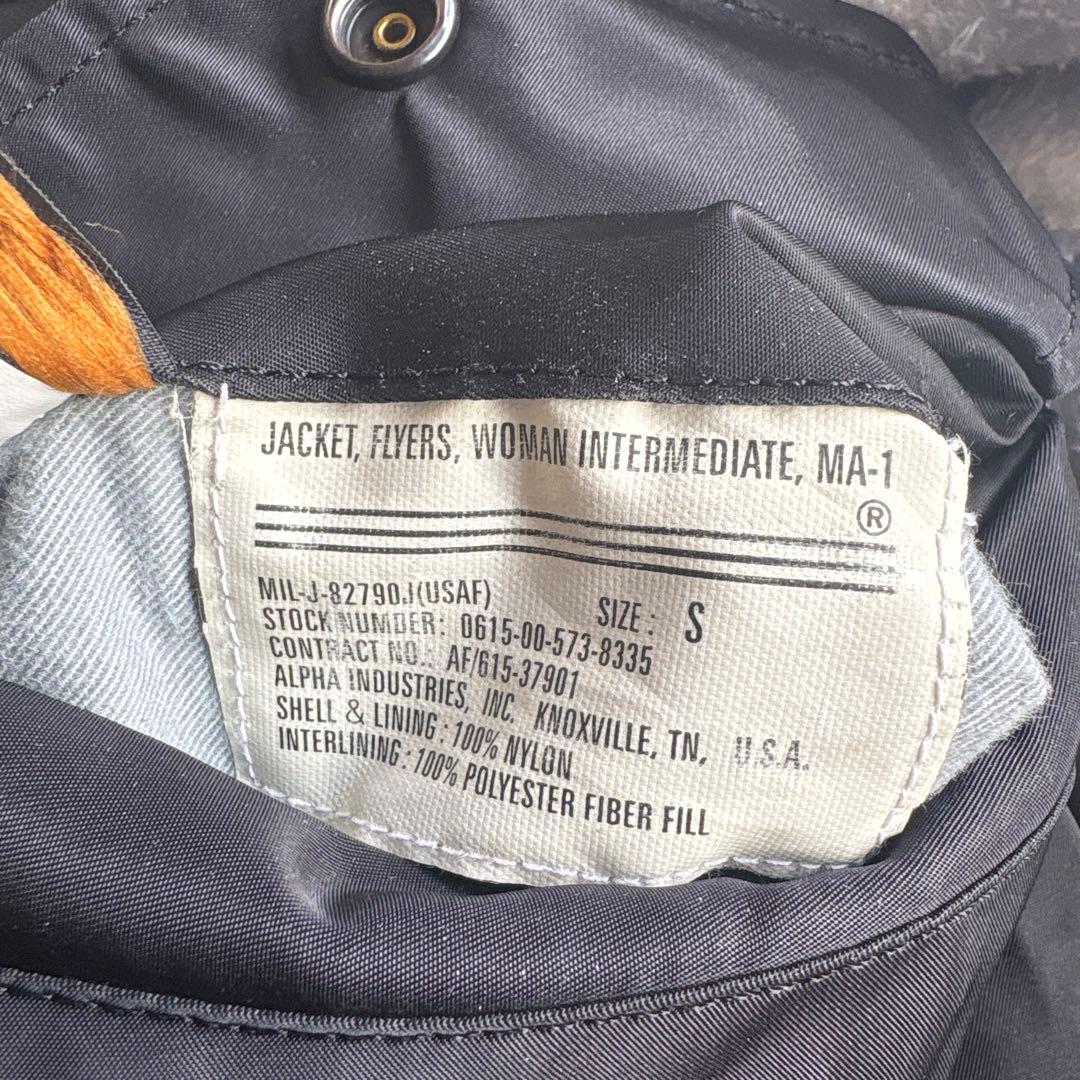 JACKET, FLYERS, WOMAN INTERMEDIATE, MA-1
®
MIL-J-82790J(USAF)
SIZE : S
STOCK NUMBER: 0615-00-573-8335
CONTRACT NO.: AF/615-37901
ALPHA INDUSTRIES, INC. KNOXVILLE, TN, U.S.A.
SHELL & LINING : 100% NYLON
INTERLINING : 100% POLYESTER FIBER FILL